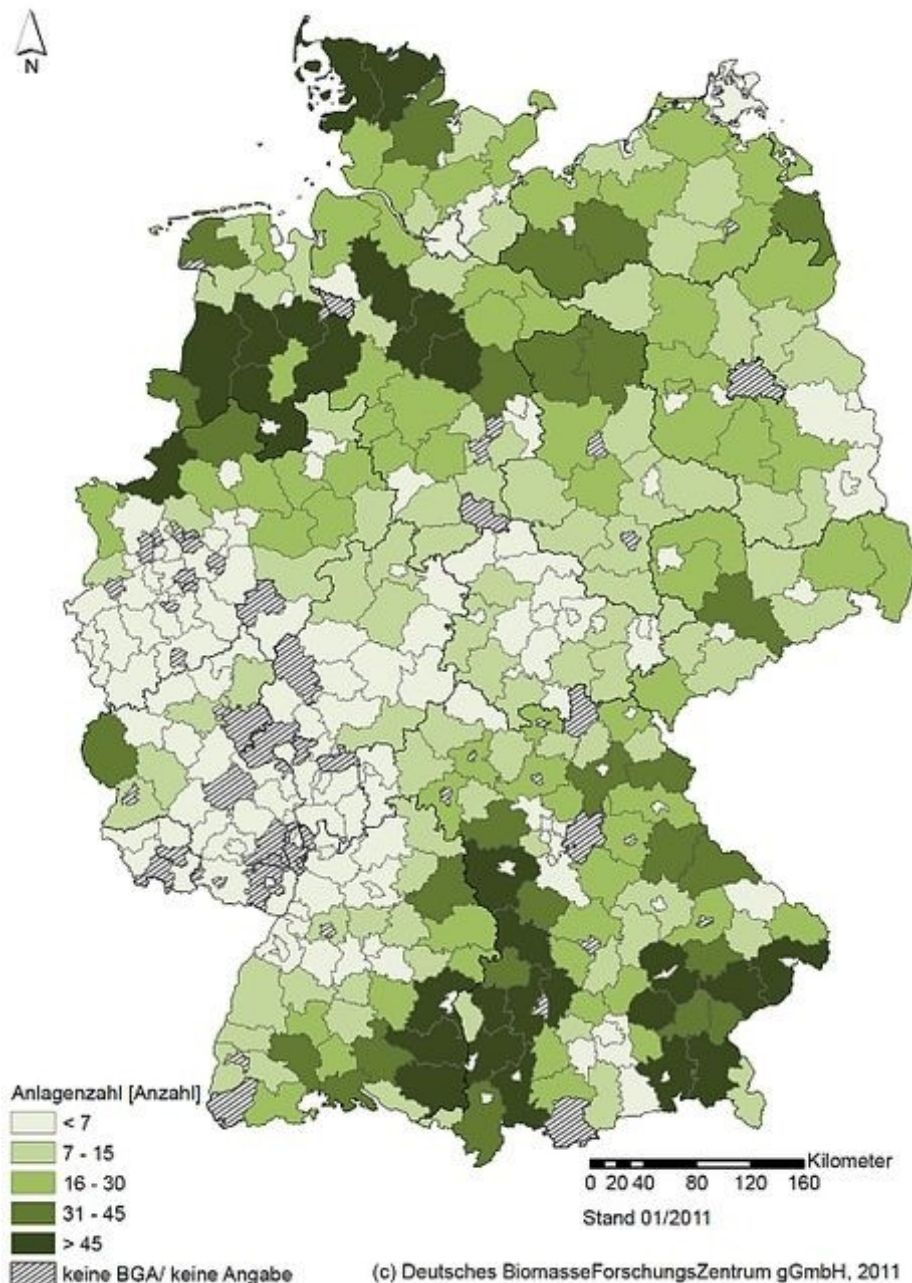 N
Anlagenzahl [Anzahl]
< 7
7 - 15
16 - 30
31 - 45
> 45
keine BGA/ keine Angabe
Kilometer
0 20 40 80 120 160
Stand 01/2011
(c) Deutsches BiomasseForschungsZentrum gGmbH, 2011